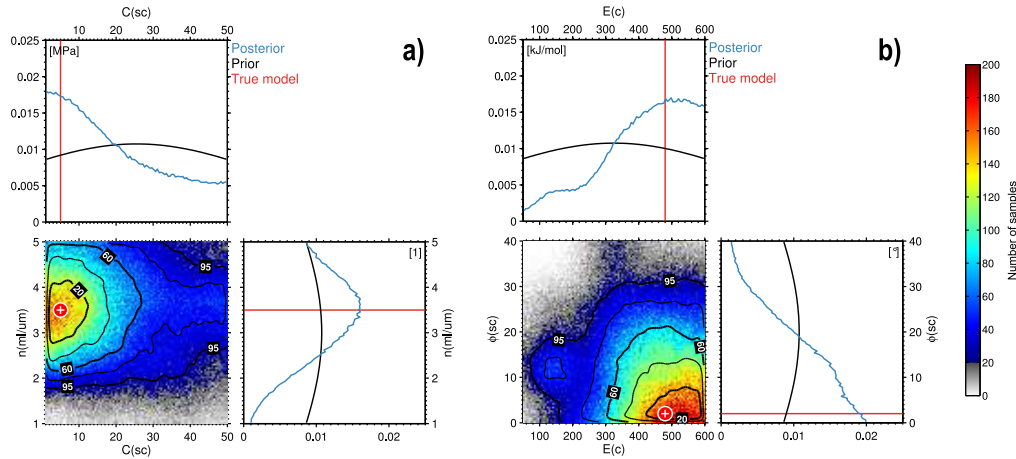 C(sc)
10 20 30 40 50
0.025
0.02
0.015
0.01
0.005
0
[MPa]
Posterior
Prior
True model
a)
5
4
3
2
1
n(ml/um)
0 10 20 30 40 50
C(sc)
20
60
60
95
95
95
[1]
5
4
3
2
1
n(ml/um)
0 0.01 0.02
E(c)
100 200 300 400 500 600
0.025
0.02
0.015
0.01
0.005
0
[kJ/mol]
Posterior
Prior
True model
b)
40
30
20
10
0
ϕ(sc)
100 200 300 400 500 600
E(c)
95
95
60
60
20
[°]
40
30
20
10
0
ϕ(sc)
0 0.01 0.02
200
180
160
140
120
100
80
60
40
20
0
Number of samples